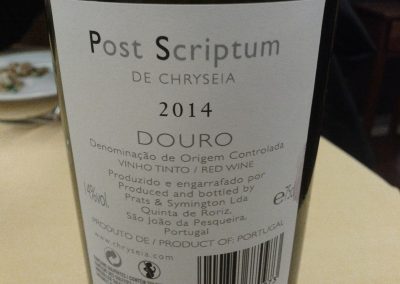 Post Scriptum
DE CHRYSEIA
2014
DOURO
Denominação de Origem Controlada
VINHO TINTO / RED WINE
Produzido e engarrafado por
Produced and bottled by
Prats & Symington Lda
Quinta de Roriz,
São João da Pesqueira,
Portugal
14%vol.
e 75cl
PRODUTO DE / PRODUCT OF: PORTUGAL
www.chryseia.com